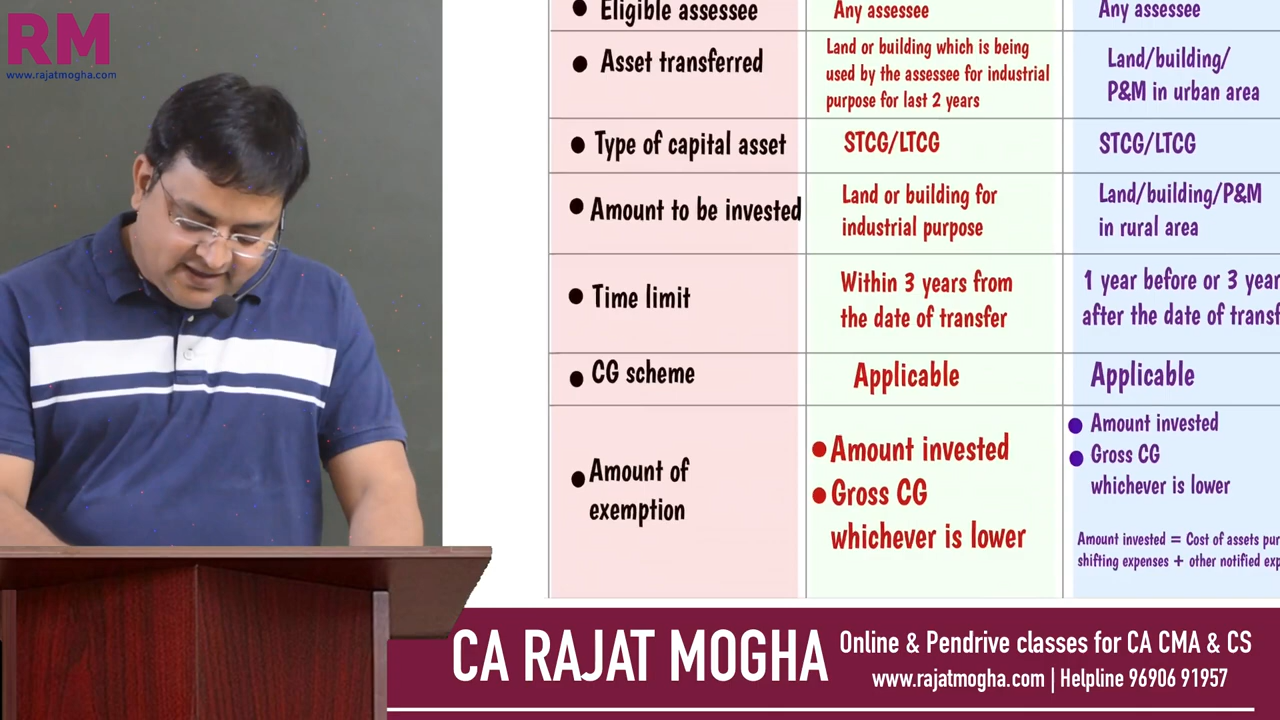 RM
www.rajatmogha.com
Eligible assessee
Any assessee
Any assessee
Asset transferred
Land or building which is being
used by the assessee for industrial
purpose for last 2 years
Land/building/
P&M in urban area
Type of capital asset
STCG/LTCG
STCG/LTCG
Amount to be invested
Land or building for
industrial purpose
Land/building/P&M
in rural area
Time limit
Within 3 years from
the date of transfer
1 year before or 3 year
after the date of transf
CG scheme
Applicable
Applicable
Amount of
exemption
Amount invested
Gross CG
whichever is lower
Amount invested
Gross CG
whichever is lower
Amount invested = Cost of assets pur
shifting expenses + other notified exp
CA RAJAT MOGHA
Online & Pendrive classes for CA CMA & CS
www.rajatmogha.com | Helpline 96906 91957